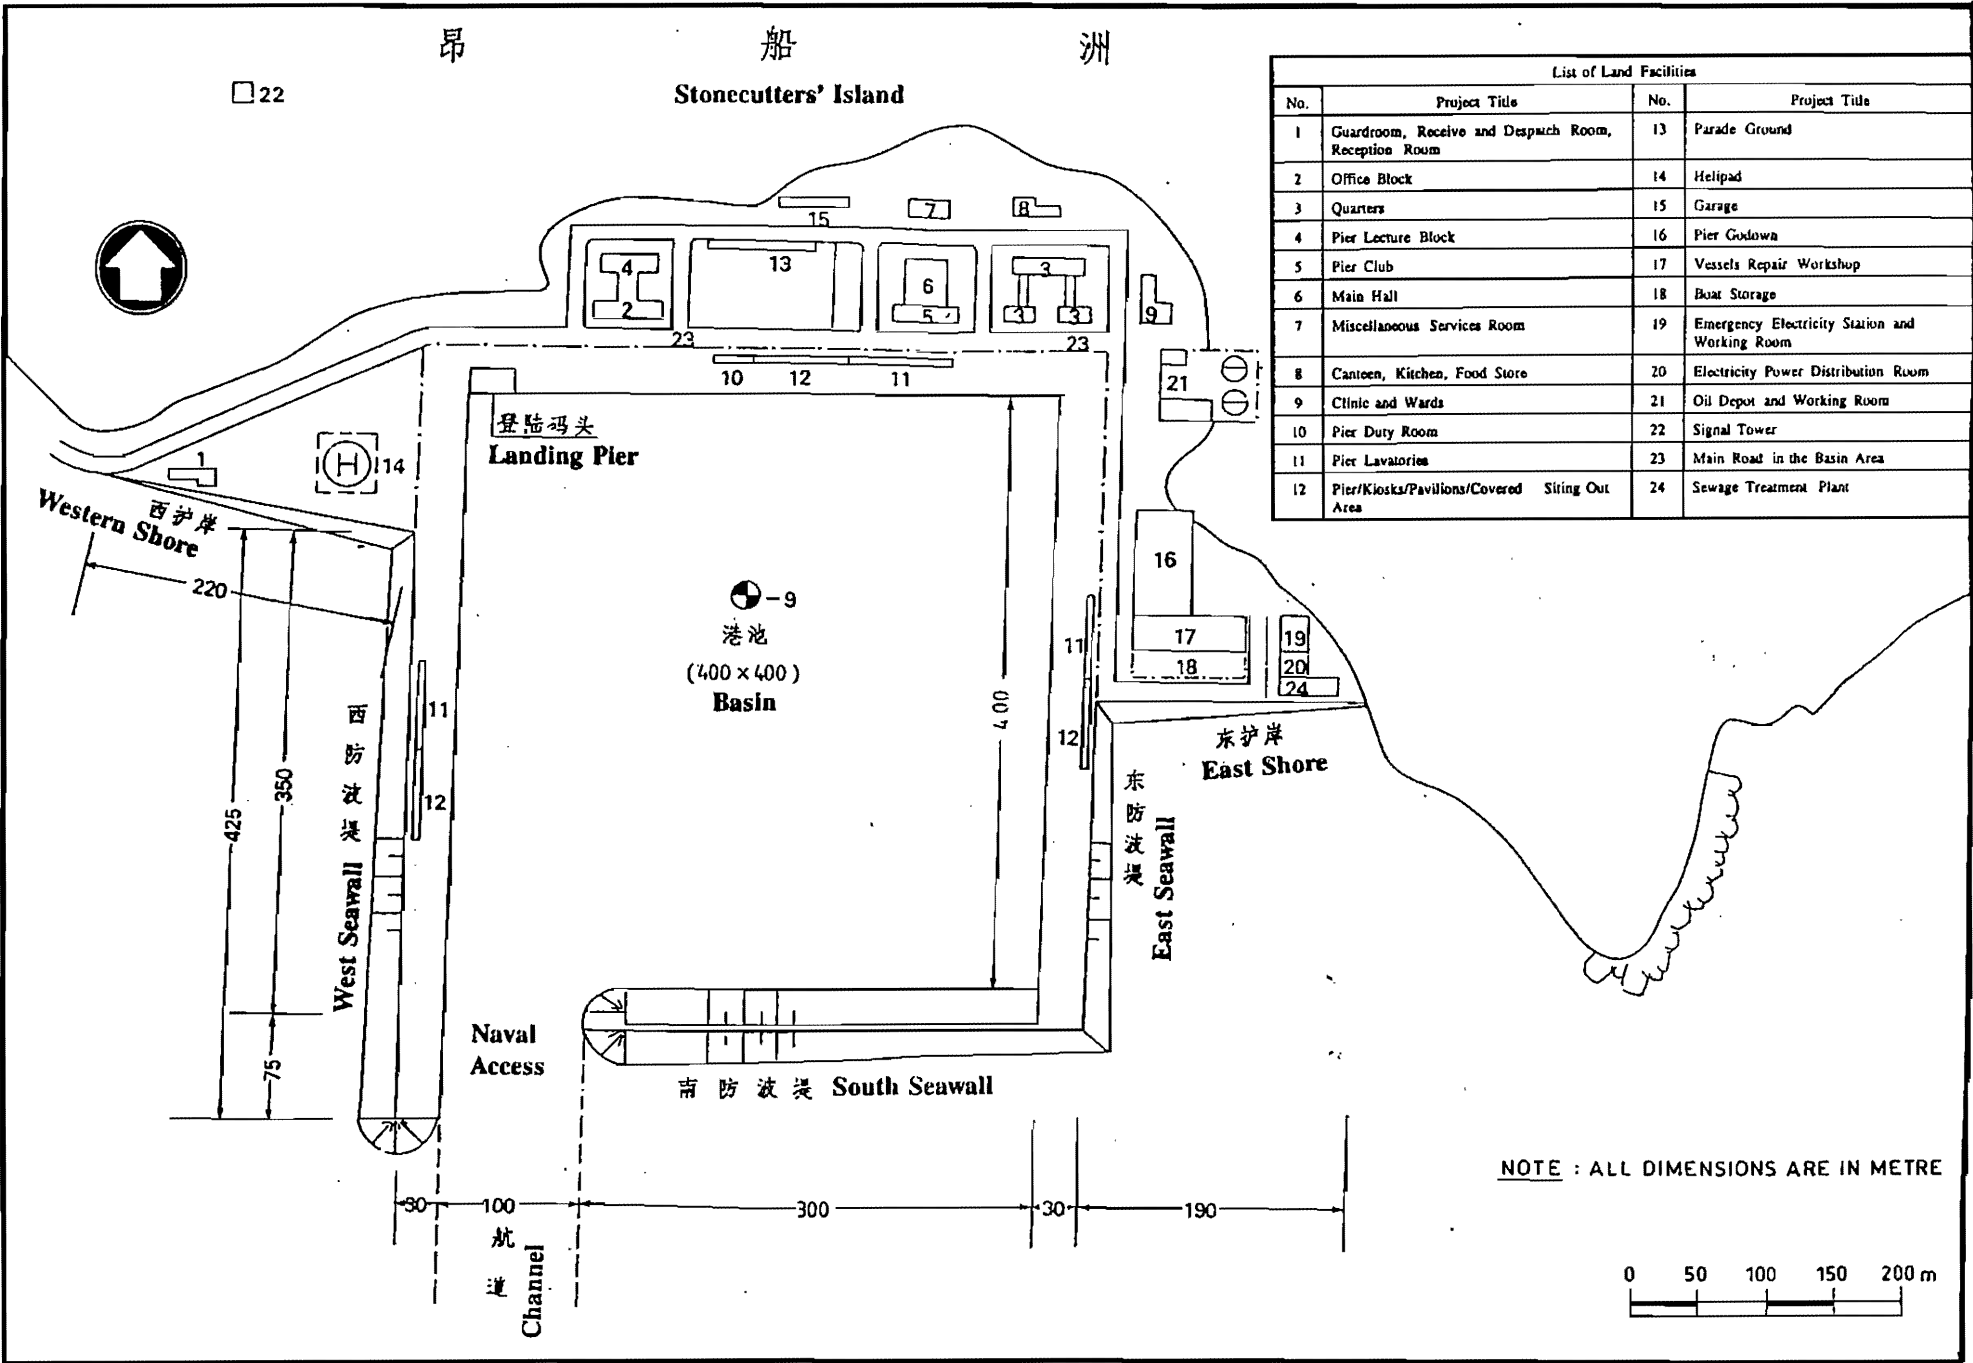 昂 船 洲
Stonecutters' Island
22
List of Land Facilities
No. Project Title No. Project Title
1 Guardroom, Receive and Despatch Room, Reception Room 13 Parade Ground
2 Office Block 14 Helipad
3 Quarters 15 Garage
4 Pier Lecture Block 16 Pier Godown
5 Pier Club 17 Vessels Repair Workshop
6 Main Hall 18 Boat Storage
7 Miscellaneous Services Room 19 Emergency Electricity Station and Working Room
8 Canteen, Kitchen, Food Store 20 Electricity Power Distribution Room
9 Clinic and Wards 21 Oil Depot and Working Room
10 Pier Duty Room 22 Signal Tower
11 Pier Lavatories 23 Main Road in the Basin Area
12 Pier/Kiosks/Pavilions/Covered Siting Out Area 24 Sewage Treatment Plant
15 7 8
4 13 6 3
2 5 3 3 9
23 23
10 12 11 21
登陆码头
Landing Pier
1 H 14
西护岸
Western Shore
220
-9
港池
(400×400)
Basin
400
16
17
18
19
20
24
11
12
11
12
东护岸
East Shore
西防波堤
West Seawall
东防波堤
East Seawall
425
350
75
Naval
Access
南防波堤 South Seawall
30 100 300 30 190
航道
Channel
NOTE : ALL DIMENSIONS ARE IN METRE
0 50 100 150 200 m